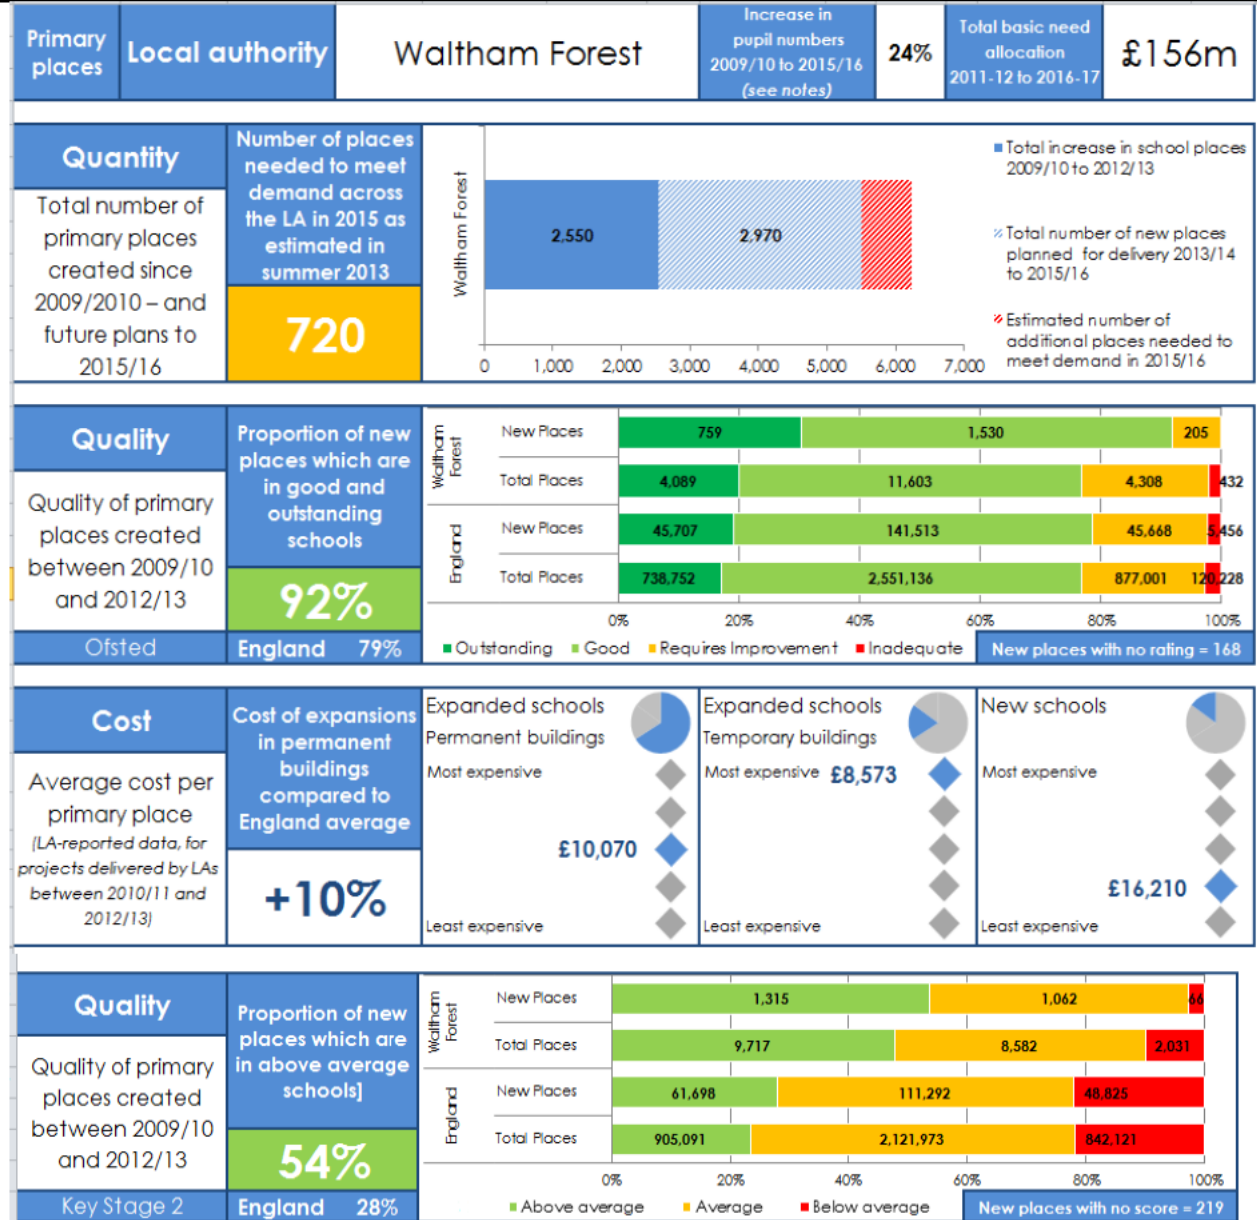 Primary
places
Local authority
Waltham Forest
Increase in
pupil numbers
2009/10 to 2015/16
(see notes)
24%
Total basic need
allocation
2011-12 to 2016-17
£156m
Quantity
Total number of
primary places
created since
2009/2010 – and
future plans to
2015/16
Number of places
needed to meet
demand across
the LA in 2015 as
estimated in
summer 2013
720
Waltham Forest
2,550
2,970
0
1,000
2,000
3,000
4,000
5,000
6,000
7,000
Total increase in school places
2009/10 to 2012/13
Total number of new places
planned for delivery 2013/14
to 2015/16
Estimated number of
additional places needed to
meet demand in 2015/16
Quality
Quality of primary
places created
between 2009/10
and 2012/13
Ofsted
Proportion of new
places which are
in good and
outstanding
schools
92%
England 79%
Waltham
Forest
New Places
759
1,530
205
Total Places
4,089
11,603
4,308
432
England
New Places
45,707
141,513
45,668
5,456
Total Places
738,752
2,551,136
877,001
120,228
0%
20%
40%
60%
80%
100%
Outstanding
Good
Requires Improvement
Inadequate
New places with no rating = 168
Cost
Average cost per
primary place
(LA-reported data, for
projects delivered by LAs
between 2010/11 and
2012/13)
Cost of expansions
in permanent
buildings
compared to
England average
+10%
Expanded schools
Permanent buildings
Most expensive
£10,070
Least expensive
Expanded schools
Temporary buildings
Most expensive
£8,573
Least expensive
New schools
Most expensive
£16,210
Least expensive
Quality
Quality of primary
places created
between 2009/10
and 2012/13
Key Stage 2
Proportion of new
places which are
in above average
schools]
54%
England 28%
Waltham
Forest
New Places
1,315
1,062
66
Total Places
9,717
8,582
2,031
England
New Places
61,698
111,292
48,825
Total Places
905,091
2,121,973
842,121
0%
20%
40%
60%
80%
100%
Above average
Average
Below average
New places with no score = 219